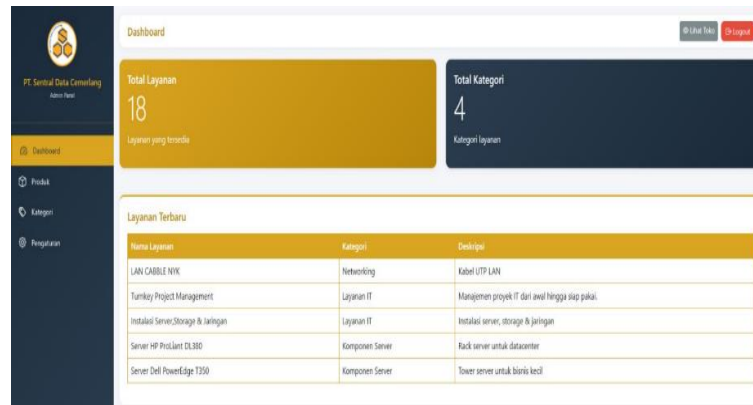 PT. Sentral Data Cemerlang
Admin Panel
Dashboard
Produk
Kategori
Pengaturan
Dashboard
Lihat Toko
Logout
Total Layanan
18
Layanan yang tersedia
Total Kategori
4
Kategori layanan
Layanan Terbaru
Nama Layanan Kategori Deskripsi
LAN CABBLE NYK Networking Kabel UTP LAN
Turnkey Project Management Layanan IT Manajemen proyek IT dari awal hingga siap pakai.
Instalasi Server,Storage & Jaringan Layanan IT Instalasi server, storage & jaringan
Server HP ProLiant DL380 Komponen Server Rack server untuk datacenter
Server Dell PowerEdge T350 Komponen Server Tower server untuk bisnis kecil